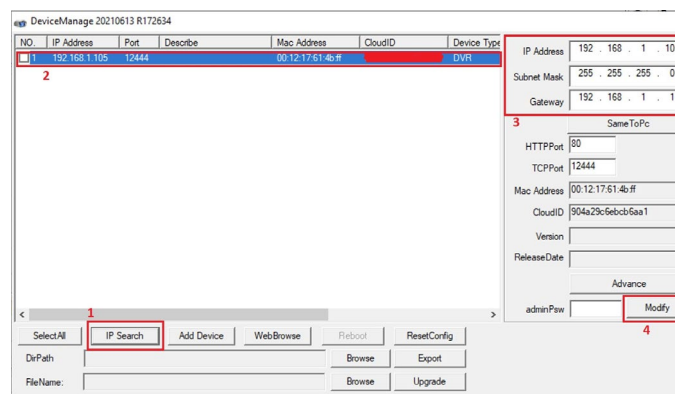 DeviceManage 20210613 R172634
NO. IP Address Port Describe Mac Address CloudID Device Type
1 192.168.1.105 12444 00:12:17:61:4b:ff DVR
2
IP Address 192 . 168 . 1 . 10
Subnet Mask 255 . 255 . 255 . 0
Gateway 192 . 168 . 1 . 1
3
SameToPc
HTTPPort 80
TCPPort 12444
Mac Address 00:12:17:61:4b:ff
CloudID 904a29c6ebcb6aa1
Version
ReleaseDate
Advance
adminPsw Modify
4
1
SelectAll IP Search Add Device WebBrowse Reboot ResetConfig
DirPath Browse Export
FileName: Browse Upgrade